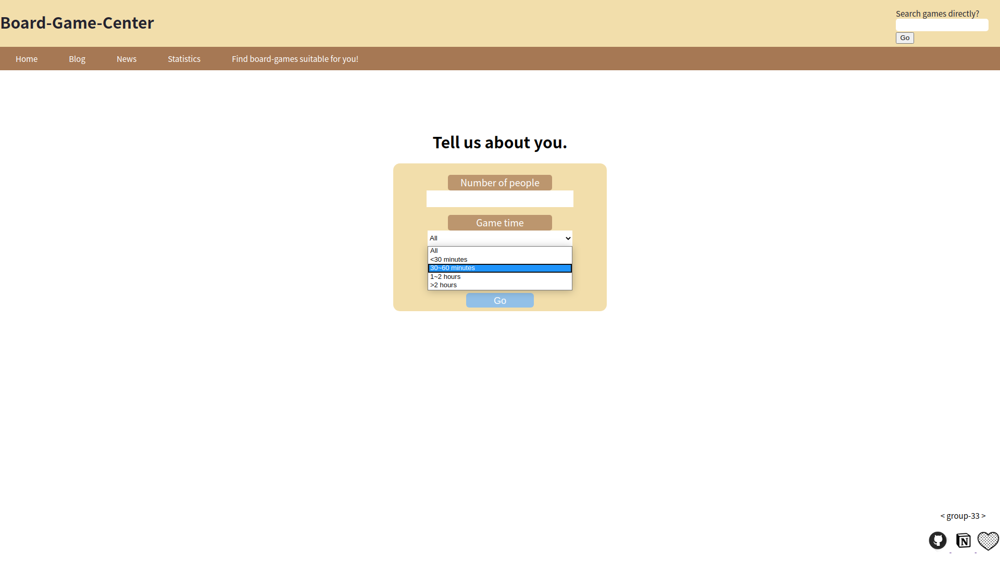 Board-Game-Center
Search games directly?
Go
Home
Blog
News
Statistics
Find board-games suitable for you!
Tell us about you.
Number of people
Game time
All
All
<30 minutes
30~60 minutes
1~2 hours
>2 hours
Go
< group-33 >
N